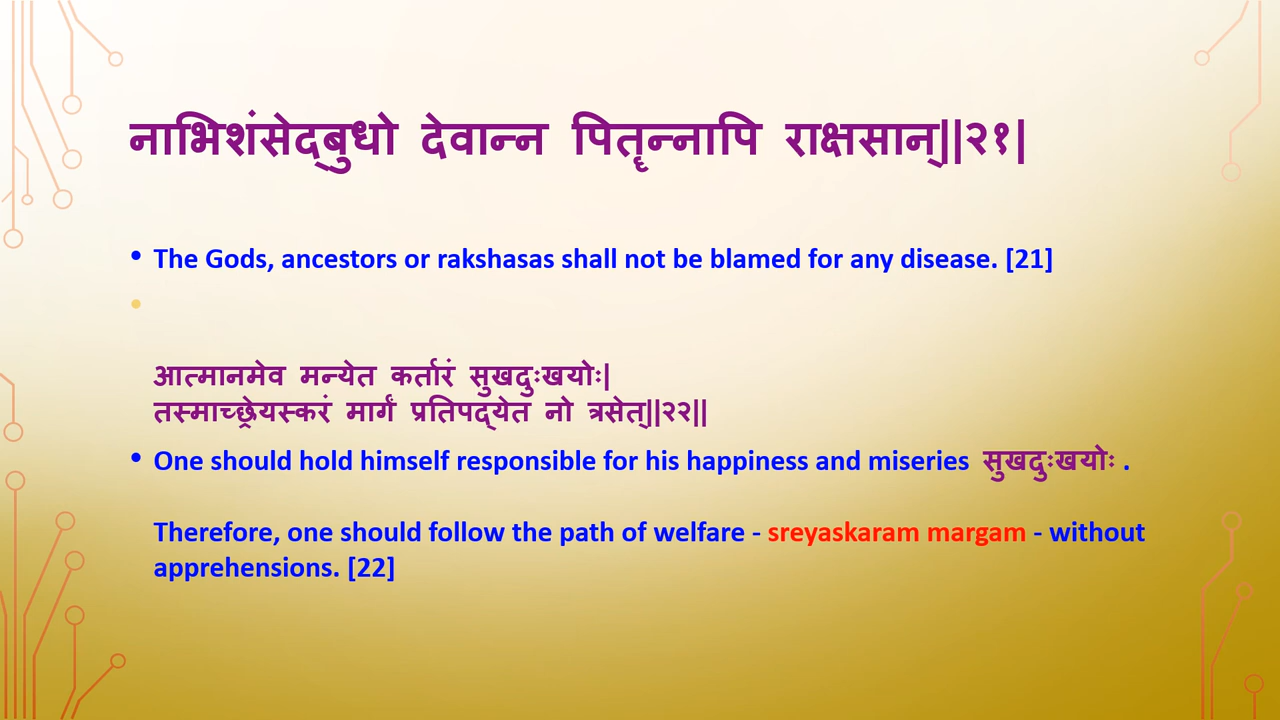 नाभिशंसेद्बुधो देवान्न पितॄन्नापि राक्षसान्||२१|
• The Gods, ancestors or rakshasas shall not be blamed for any disease. [21]
•
आत्मानमेव मन्येत कर्तारं सुखदुःखयोः|
तस्माच्छ्रेयस्करं मार्गं प्रतिपद्येत नो त्रसेत्||२२||
• One should hold himself responsible for his happiness and miseries सुखदुःखयोः .
Therefore, one should follow the path of welfare - sreyaskaram margam - without
apprehensions. [22]